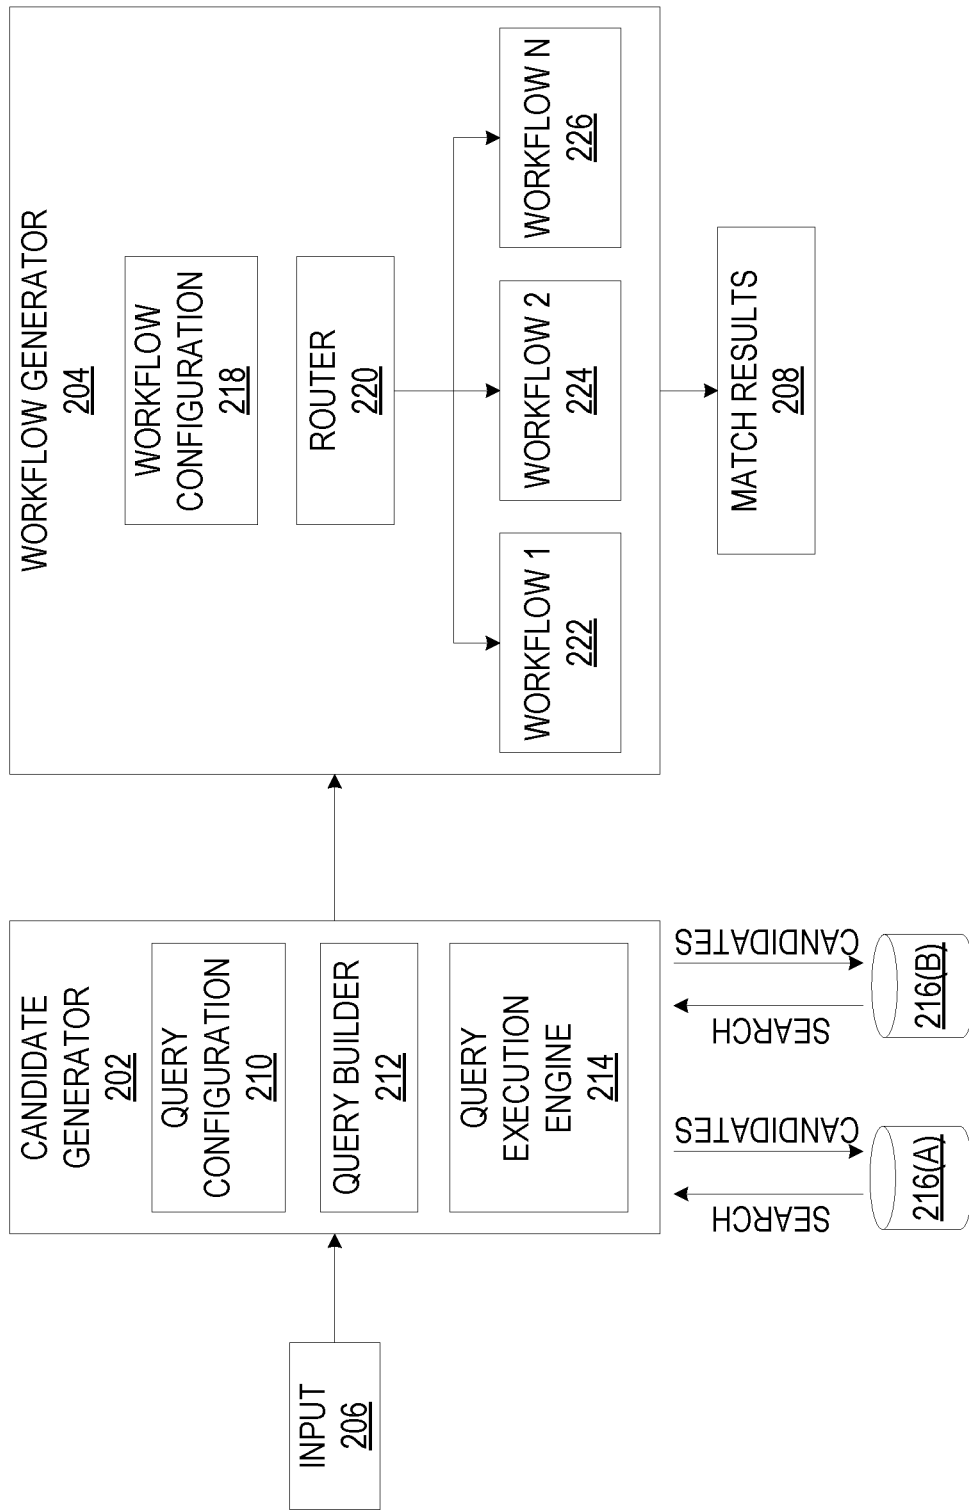 INPUT
206
CANDIDATE
GENERATOR
202
QUERY
CONFIGURATION
210
QUERY BUILDER
212
QUERY
EXECUTION
ENGINE
214
SEARCH
CANDIDATES
SEARCH
CANDIDATES
216(A)
216(B)
WORKFLOW GENERATOR
204
WORKFLOW
CONFIGURATION
218
ROUTER
220
WORKFLOW 1
222
WORKFLOW 2
224
WORKFLOW N
226
MATCH RESULTS
208